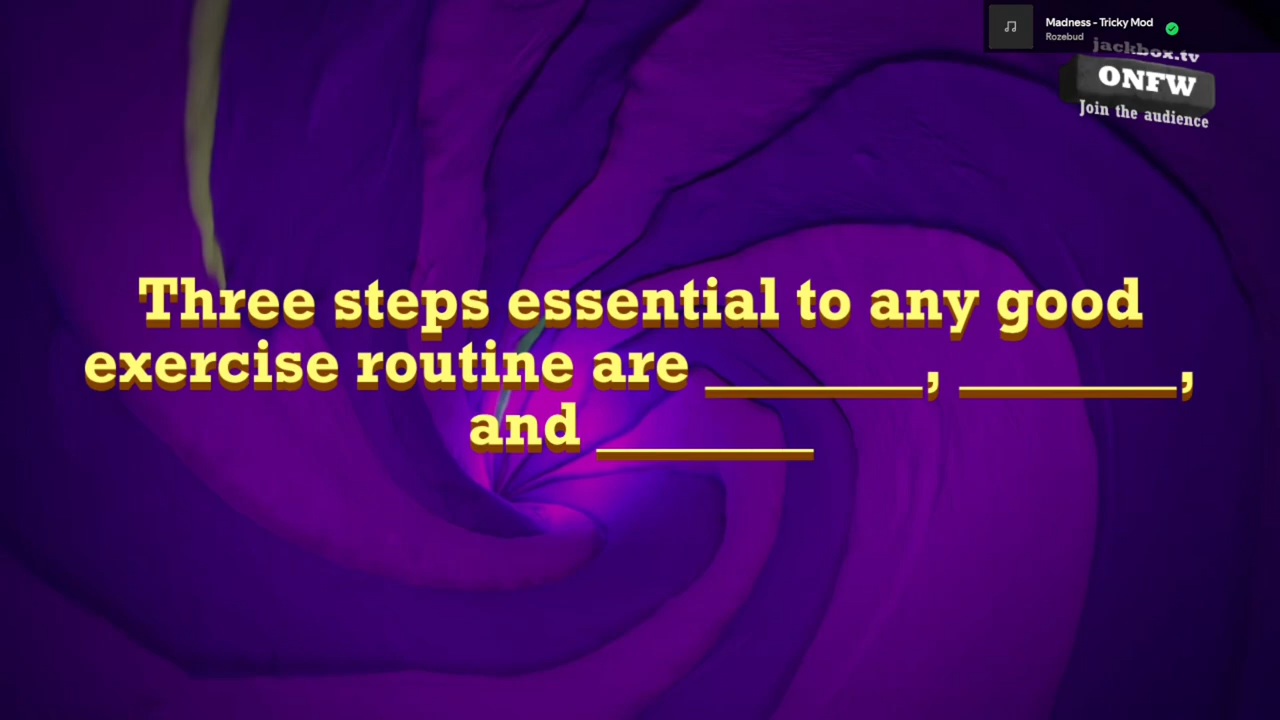 Madness - Tricky Mod
Rozebud
jackbox.tv
ONFW
Join the audience
Three steps essential to any good
exercise routine are ________, ________,
and ________